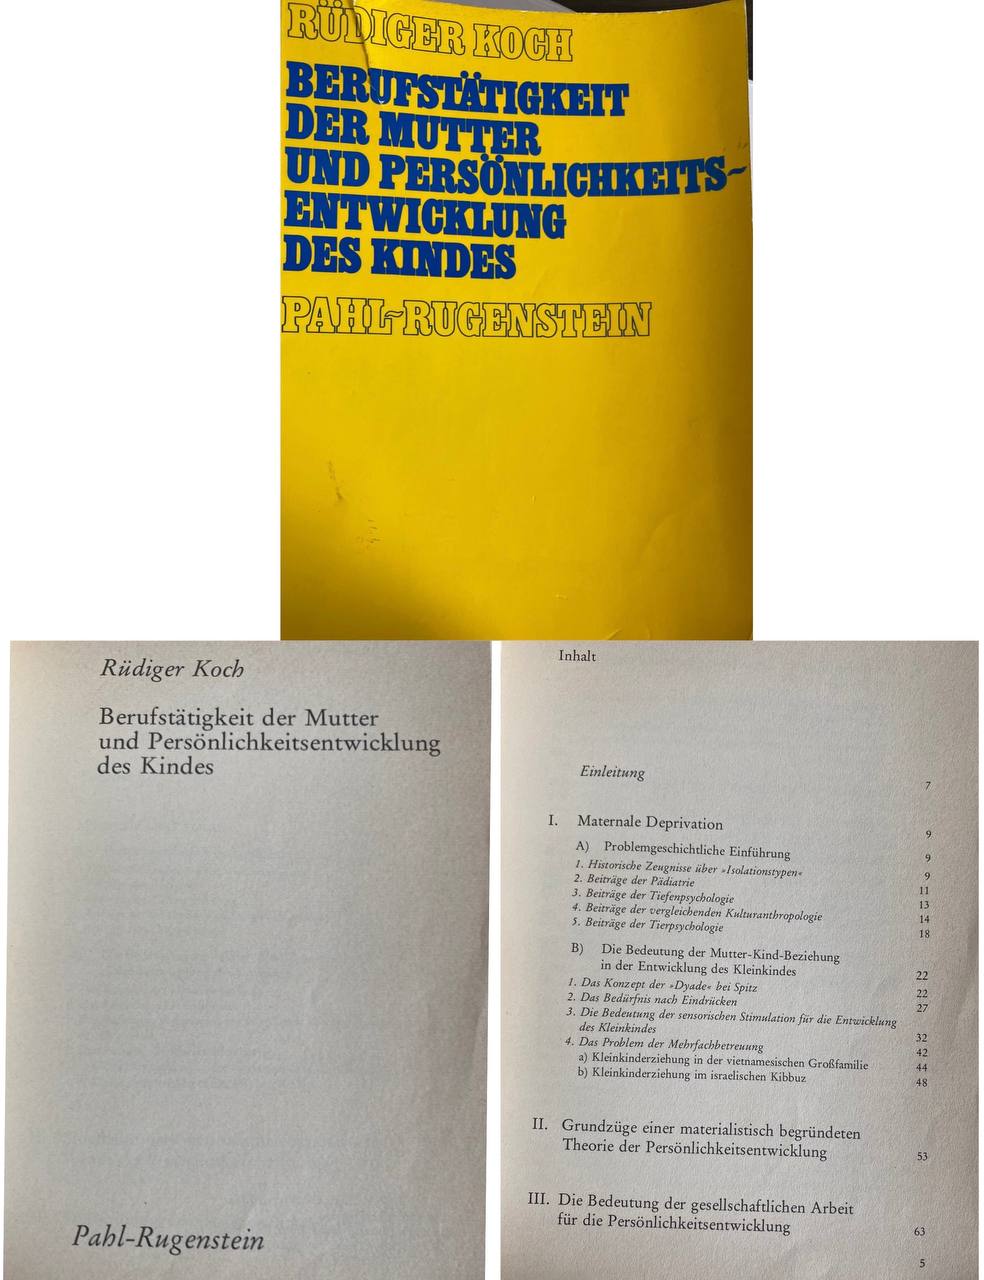 RÜDIGER KOCH
BERUFSTÄTIGKEIT
DER MUTTER
UND PERSÖNLICHKEITS-
ENTWICKLUNG
DES KINDES
PAHL-RUGENSTEIN
Rüdiger Koch
Berufstätigkeit der Mutter
und Persönlichkeitsentwicklung
des Kindes
Pahl-Rugenstein
Inhalt
Einleitung 7
I. Maternale Deprivation 9
A) Problemgeschichtliche Einführung 9
1. Historische Zeugnisse über »Isolationstypen« 9
2. Beiträge der Pädiatrie 11
3. Beiträge der Tiefenpsychologie 13
4. Beiträge der vergleichenden Kulturanthropologie 14
5. Beiträge der Tierpsychologie 18
B) Die Bedeutung der Mutter-Kind-Beziehung
in der Entwicklung des Kleinkindes 22
1. Das Konzept der »Dyade« bei Spitz 22
2. Das Bedürfnis nach Eindrücken 27
3. Die Bedeutung der sensorischen Stimulation für die Entwicklung
des Kleinkindes 32
4. Das Problem der Mehrfachbetreuung 42
a) Kleinkinderziehung in der vietnamesischen Großfamilie 44
b) Kleinkinderziehung im israelischen Kibbuz 48
II. Grundzüge einer materialistisch begründeten
Theorie der Persönlichkeitsentwicklung 53
III. Die Bedeutung der gesellschaftlichen Arbeit
für die Persönlichkeitsentwicklung 63
5